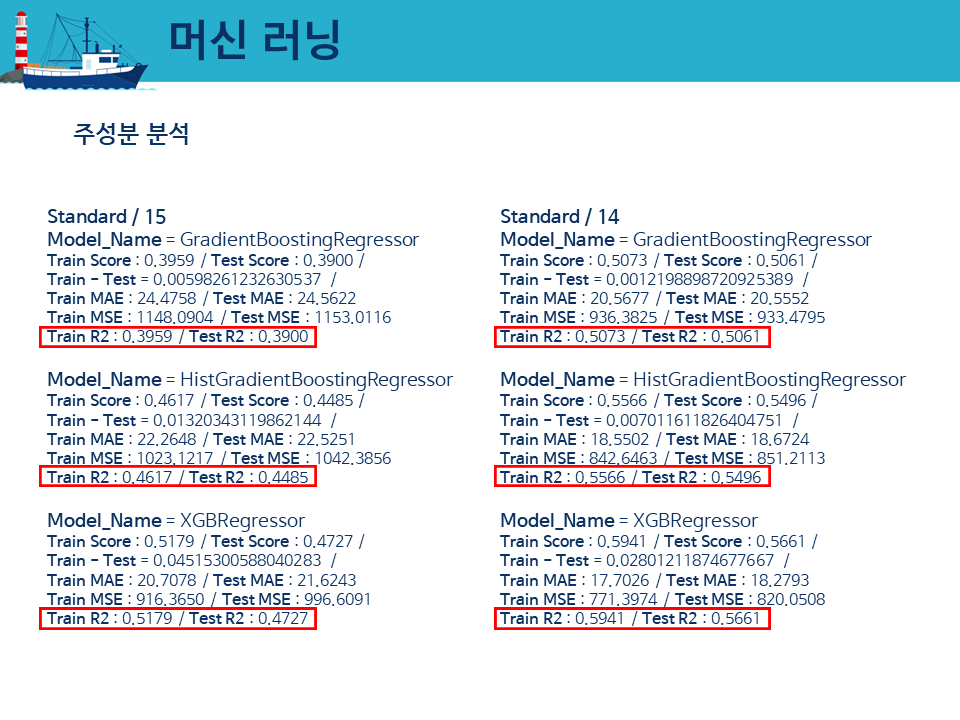 머신 러닝
주성분 분석
Standard / 15
Model_Name = GradientBoostingRegressor
Train Score : 0.3959 / Test Score : 0.3900 /
Train - Test = 0.00598261232630537 /
Train MAE : 24.4758 / Test MAE : 24.5622
Train MSE : 1148.0904 / Test MSE : 1153.0116
Train R2 : 0.3959 / Test R2 : 0.3900
Model_Name = HistGradientBoostingRegressor
Train Score : 0.4617 / Test Score : 0.4485 /
Train - Test = 0.01320343119862144 /
Train MAE : 22.2648 / Test MAE : 22.5251
Train MSE : 1023.1217 / Test MSE : 1042.3856
Train R2 : 0.4617 / Test R2 : 0.4485
Model_Name = XGBRegressor
Train Score : 0.5179 / Test Score : 0.4727 /
Train - Test = 0.04515300588040283 /
Train MAE : 20.7078 / Test MAE : 21.6243
Train MSE : 916.3650 / Test MSE : 996.6091
Train R2 : 0.5179 / Test R2 : 0.4727
Standard / 14
Model_Name = GradientBoostingRegressor
Train Score : 0.5073 / Test Score : 0.5061 /
Train - Test = 0.0012198898720925389 /
Train MAE : 20.5677 / Test MAE : 20.5552
Train MSE : 936.3825 / Test MSE : 933.4795
Train R2 : 0.5073 / Test R2 : 0.5061
Model_Name = HistGradientBoostingRegressor
Train Score : 0.5566 / Test Score : 0.5496 /
Train - Test = 0.007011611826404751 /
Train MAE : 18.5502 / Test MAE : 18.6724
Train MSE : 842.6463 / Test MSE : 851.2113
Train R2 : 0.5566 / Test R2 : 0.5496
Model_Name = XGBRegressor
Train Score : 0.5941 / Test Score : 0.5661 /
Train - Test = 0.02801211874677667 /
Train MAE : 17.7026 / Test MAE : 18.2793
Train MSE : 771.3974 / Test MSE : 820.0508
Train R2 : 0.5941 / Test R2 : 0.5661